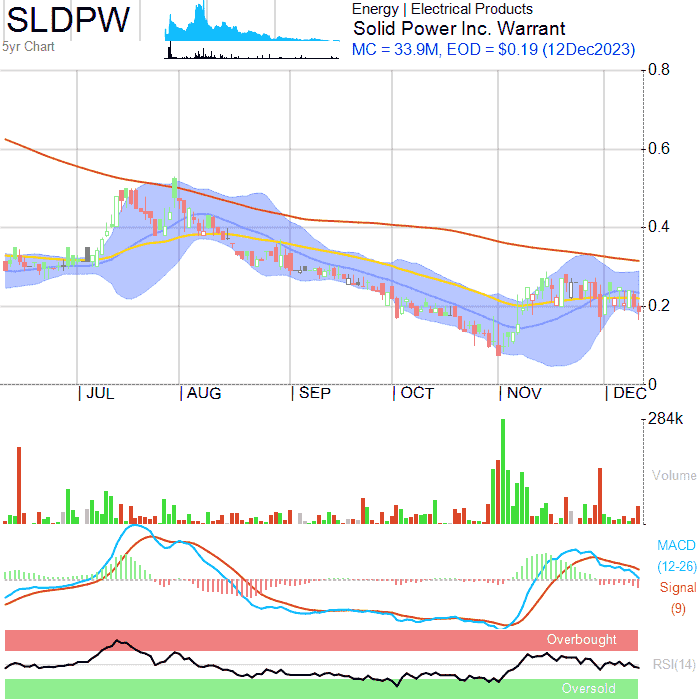 SLDPW
5yr Chart
Energy | Electrical Products
Solid Power Inc. Warrant
MC = 33.9M, EOD = $0.19 (12Dec2023)
0.8
0.6
0.4
0.2
0
JUL
AUG
SEP
OCT
NOV
DEC
284k
Volume
MACD
(12-26)
Signal
(9)
Overbought
RSI(14)
Oversold